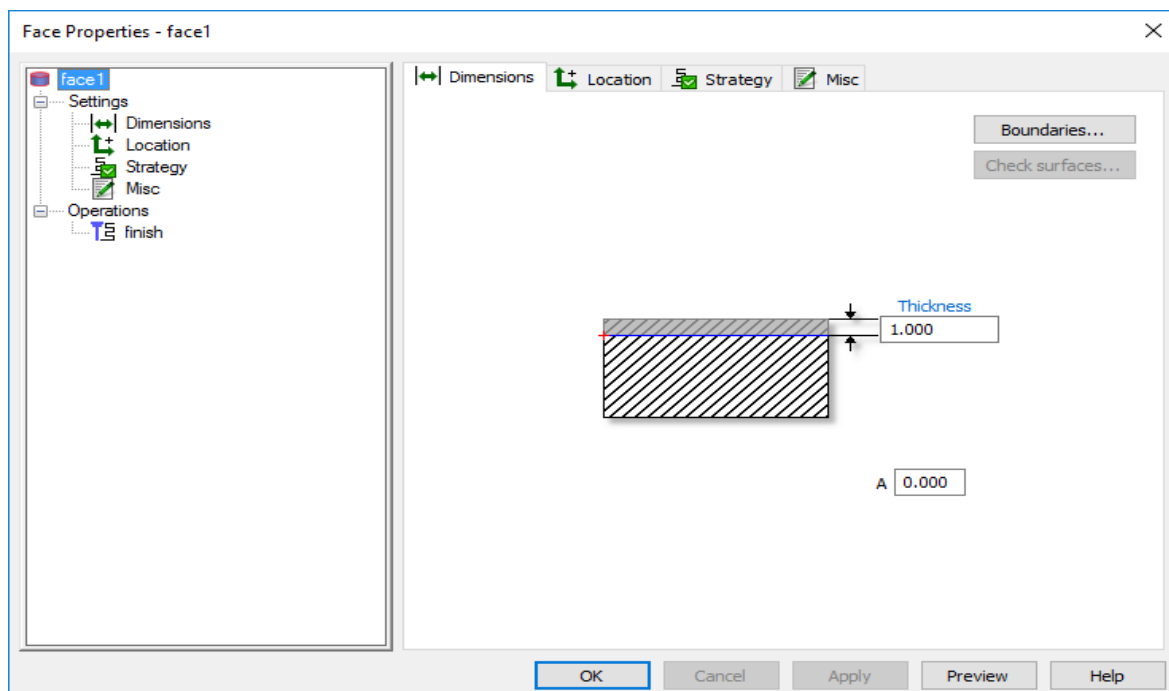 Face Properties - face1
face1
Settings
Dimensions
Location
Strategy
Misc
Operations
finish
Dimensions Location Strategy Misc
Boundaries...
Check surfaces...
Thickness
1.000
A 0.000
OK Cancel Apply Preview Help